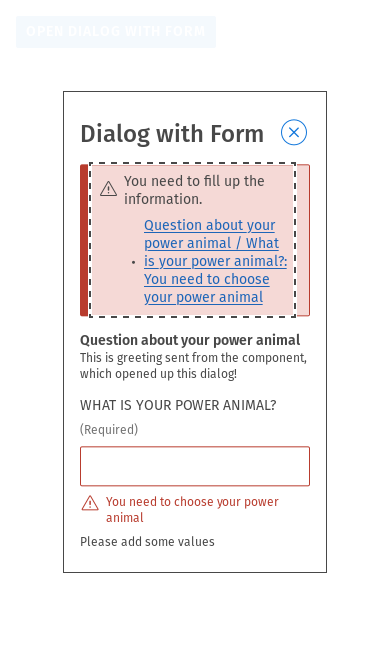 OPEN DIALOG WITH FORM
Dialog with Form
You need to fill up the
information.
Question about your
power animal / What
is your power animal?:
You need to choose
your power animal
Question about your power animal
This is greeting sent from the component,
which opened up this dialog!
WHAT IS YOUR POWER ANIMAL?
(Required)
You need to choose your power
animal
Please add some values